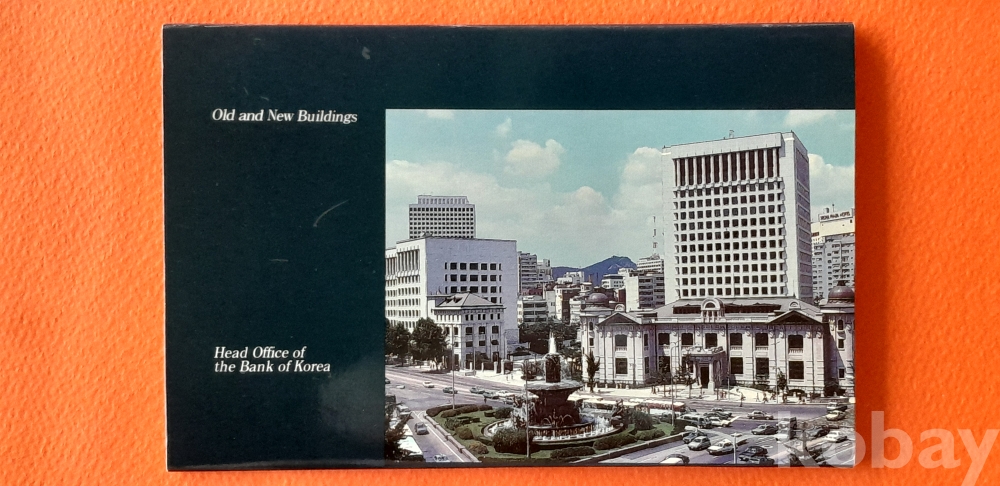 Old and New Buildings
Head Office of
the Bank of Korea
kobay